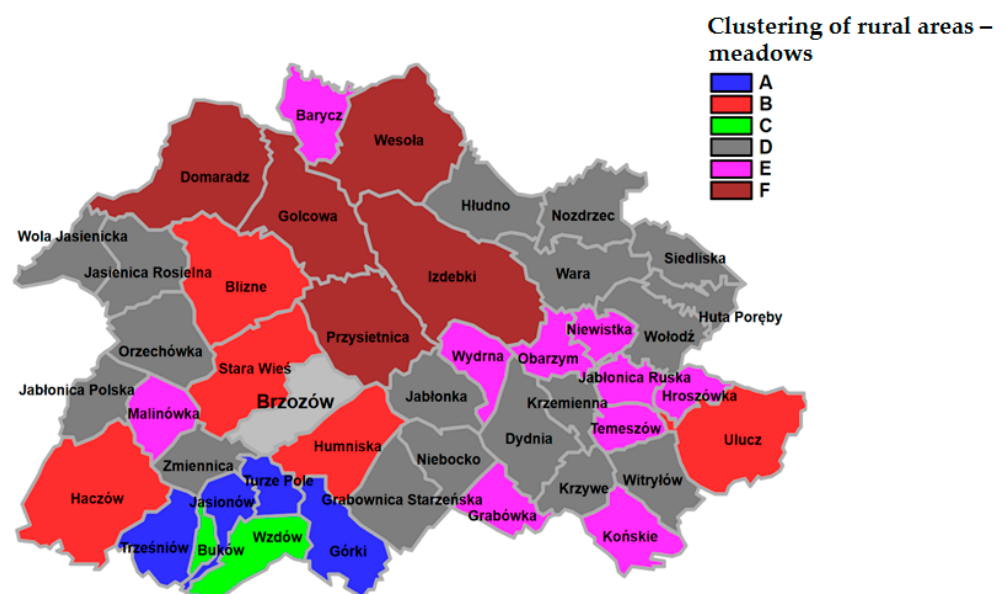 Clustering of rural areas –
meadows
A
B
C
D
E
F
Barycz
Wesoła
Domaradz
Golcowa
Hłudno
Nozdrzec
Wola Jasienicka
Jasienica Rosielna
Siedliska
Wara
Izdebki
Blizne
Huta Poręby
Niewistka
Wołodź
Przysietnica
Orzechówka
Wydrna
Obarzym
Stara Wieś
Jabłonica Ruska
Jabłonica Polska
Jabłonka
Hroszówka
Brzozów
Krzemienna
Malinówka
Temeszów
Dydnia
Ulucz
Humniska
Niebocko
Zmiennica
Turze Pole
Witryłów
Krzywe
Haczów
Jasionów
Grabownica Starzeńska
Grabówka
Wzdów
Końskie
Trześniów
Buków
Górki